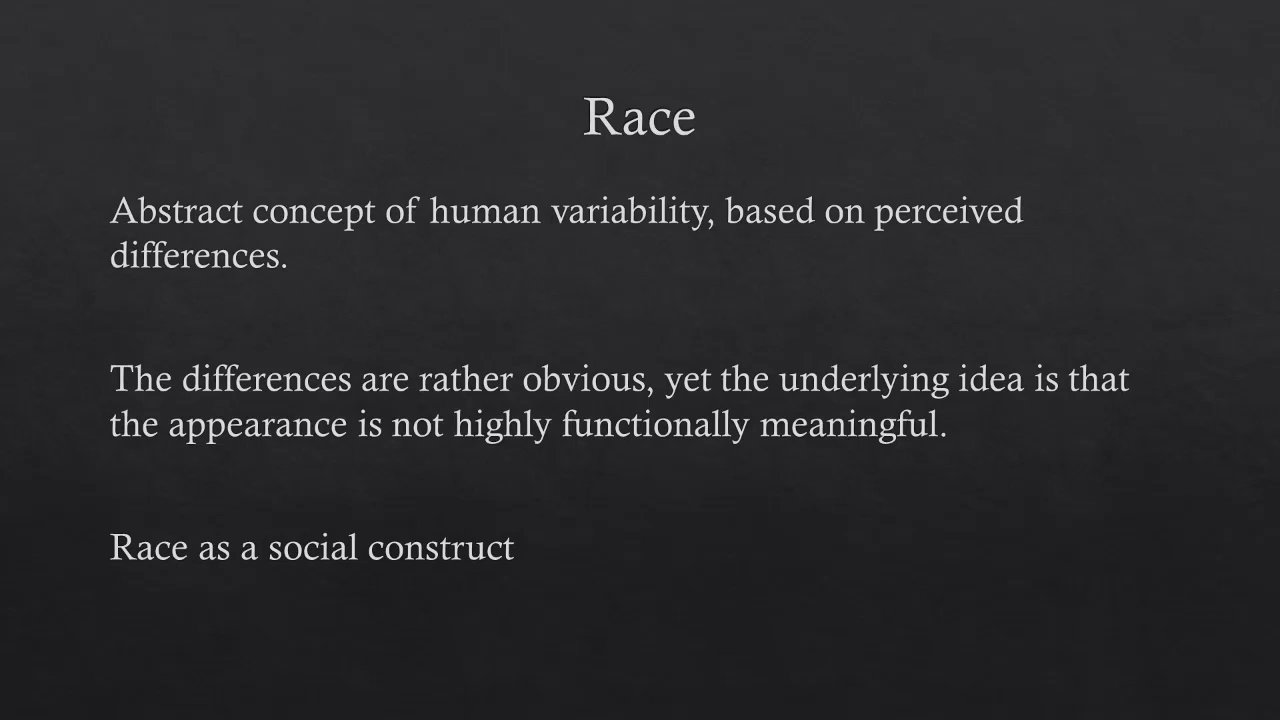 Race
Abstract concept of human variability, based on perceived
differences.
The differences are rather obvious, yet the underlying idea is that
the appearance is not highly functionally meaningful.
Race as a social construct